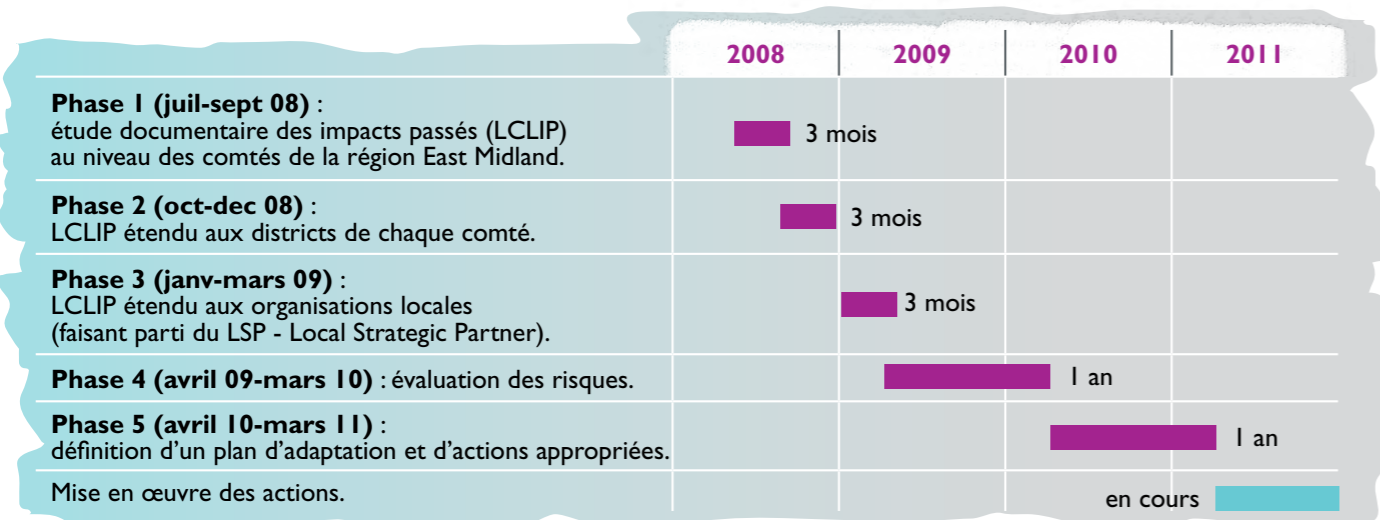 2008 2009 2010 2011
Phase 1 (juil-sept 08) :
étude documentaire des impacts passés (LCLIP)
au niveau des comtés de la région East Midland.
3 mois
Phase 2 (oct-dec 08) :
LCLIP étendu aux districts de chaque comté.
3 mois
Phase 3 (janv-mars 09) :
LCLIP étendu aux organisations locales
(faisant parti du LSP - Local Strategic Partner).
3 mois
Phase 4 (avril 09-mars 10) : évaluation des risques.
1 an
Phase 5 (avril 10-mars 11) :
définition d'un plan d'adaptation et d'actions appropriées.
1 an
Mise en œuvre des actions.
en cours